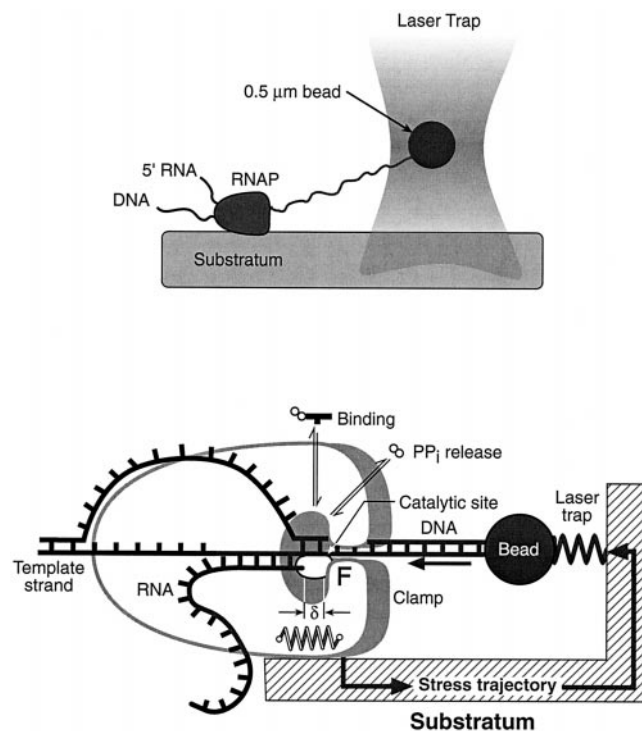 Laser Trap
0.5 μm bead
5' RNA
RNAP
DNA
Substratum
Binding
PPi release
Catalytic site
DNA
Laser
trap
Bead
Template
strand
RNA
F
Clamp
δ
Stress trajectory
Substratum